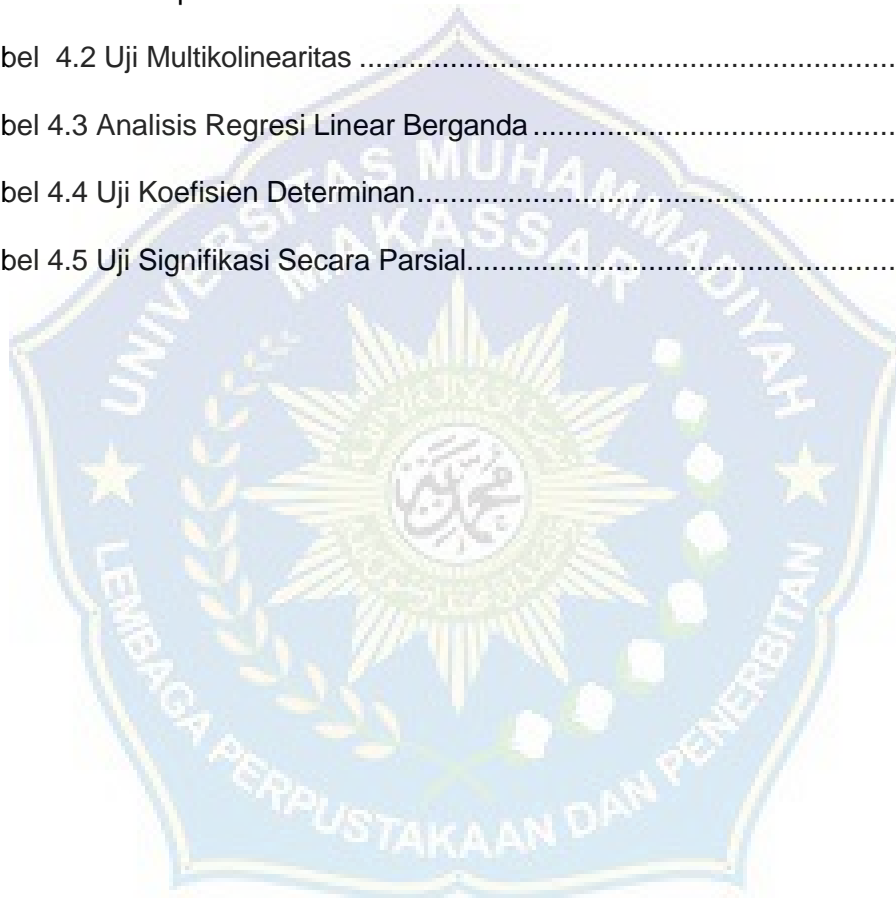 bel  4.2 Uji Multikolinearitas ..................................................................
bel 4.3 Analisis Regresi Linear Berganda .............................................
bel 4.4 Uji Koefisien Determinan...........................................................
bel 4.5 Uji Signifikasi Secara Parsial.....................................................
UNIVERSITAS MUHAMMADIYAH
MAKASSAR
LEMBAGA PERPUSTAKAAN DAN PENERBITAN